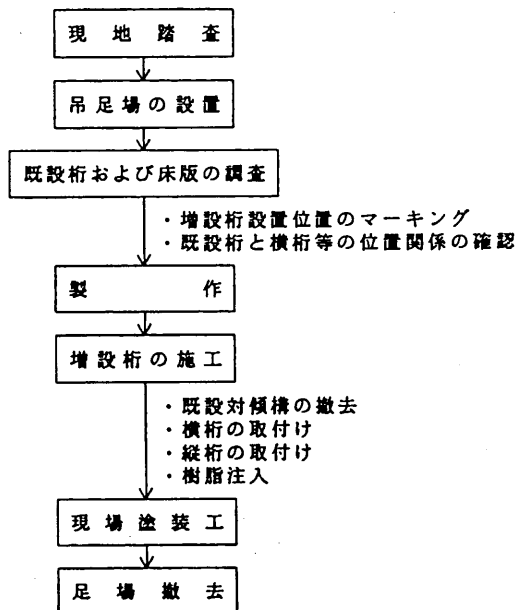 現地踏査
吊足場の設置
既設桁および床版の調査
・増設桁設置位置のマーキング
・既設桁と横桁等の位置関係の確認
製作
増設桁の施工
・既設対傾構の撤去
・横桁の取付け
・縦桁の取付け
・樹脂注入
現場塗装工
足場撤去